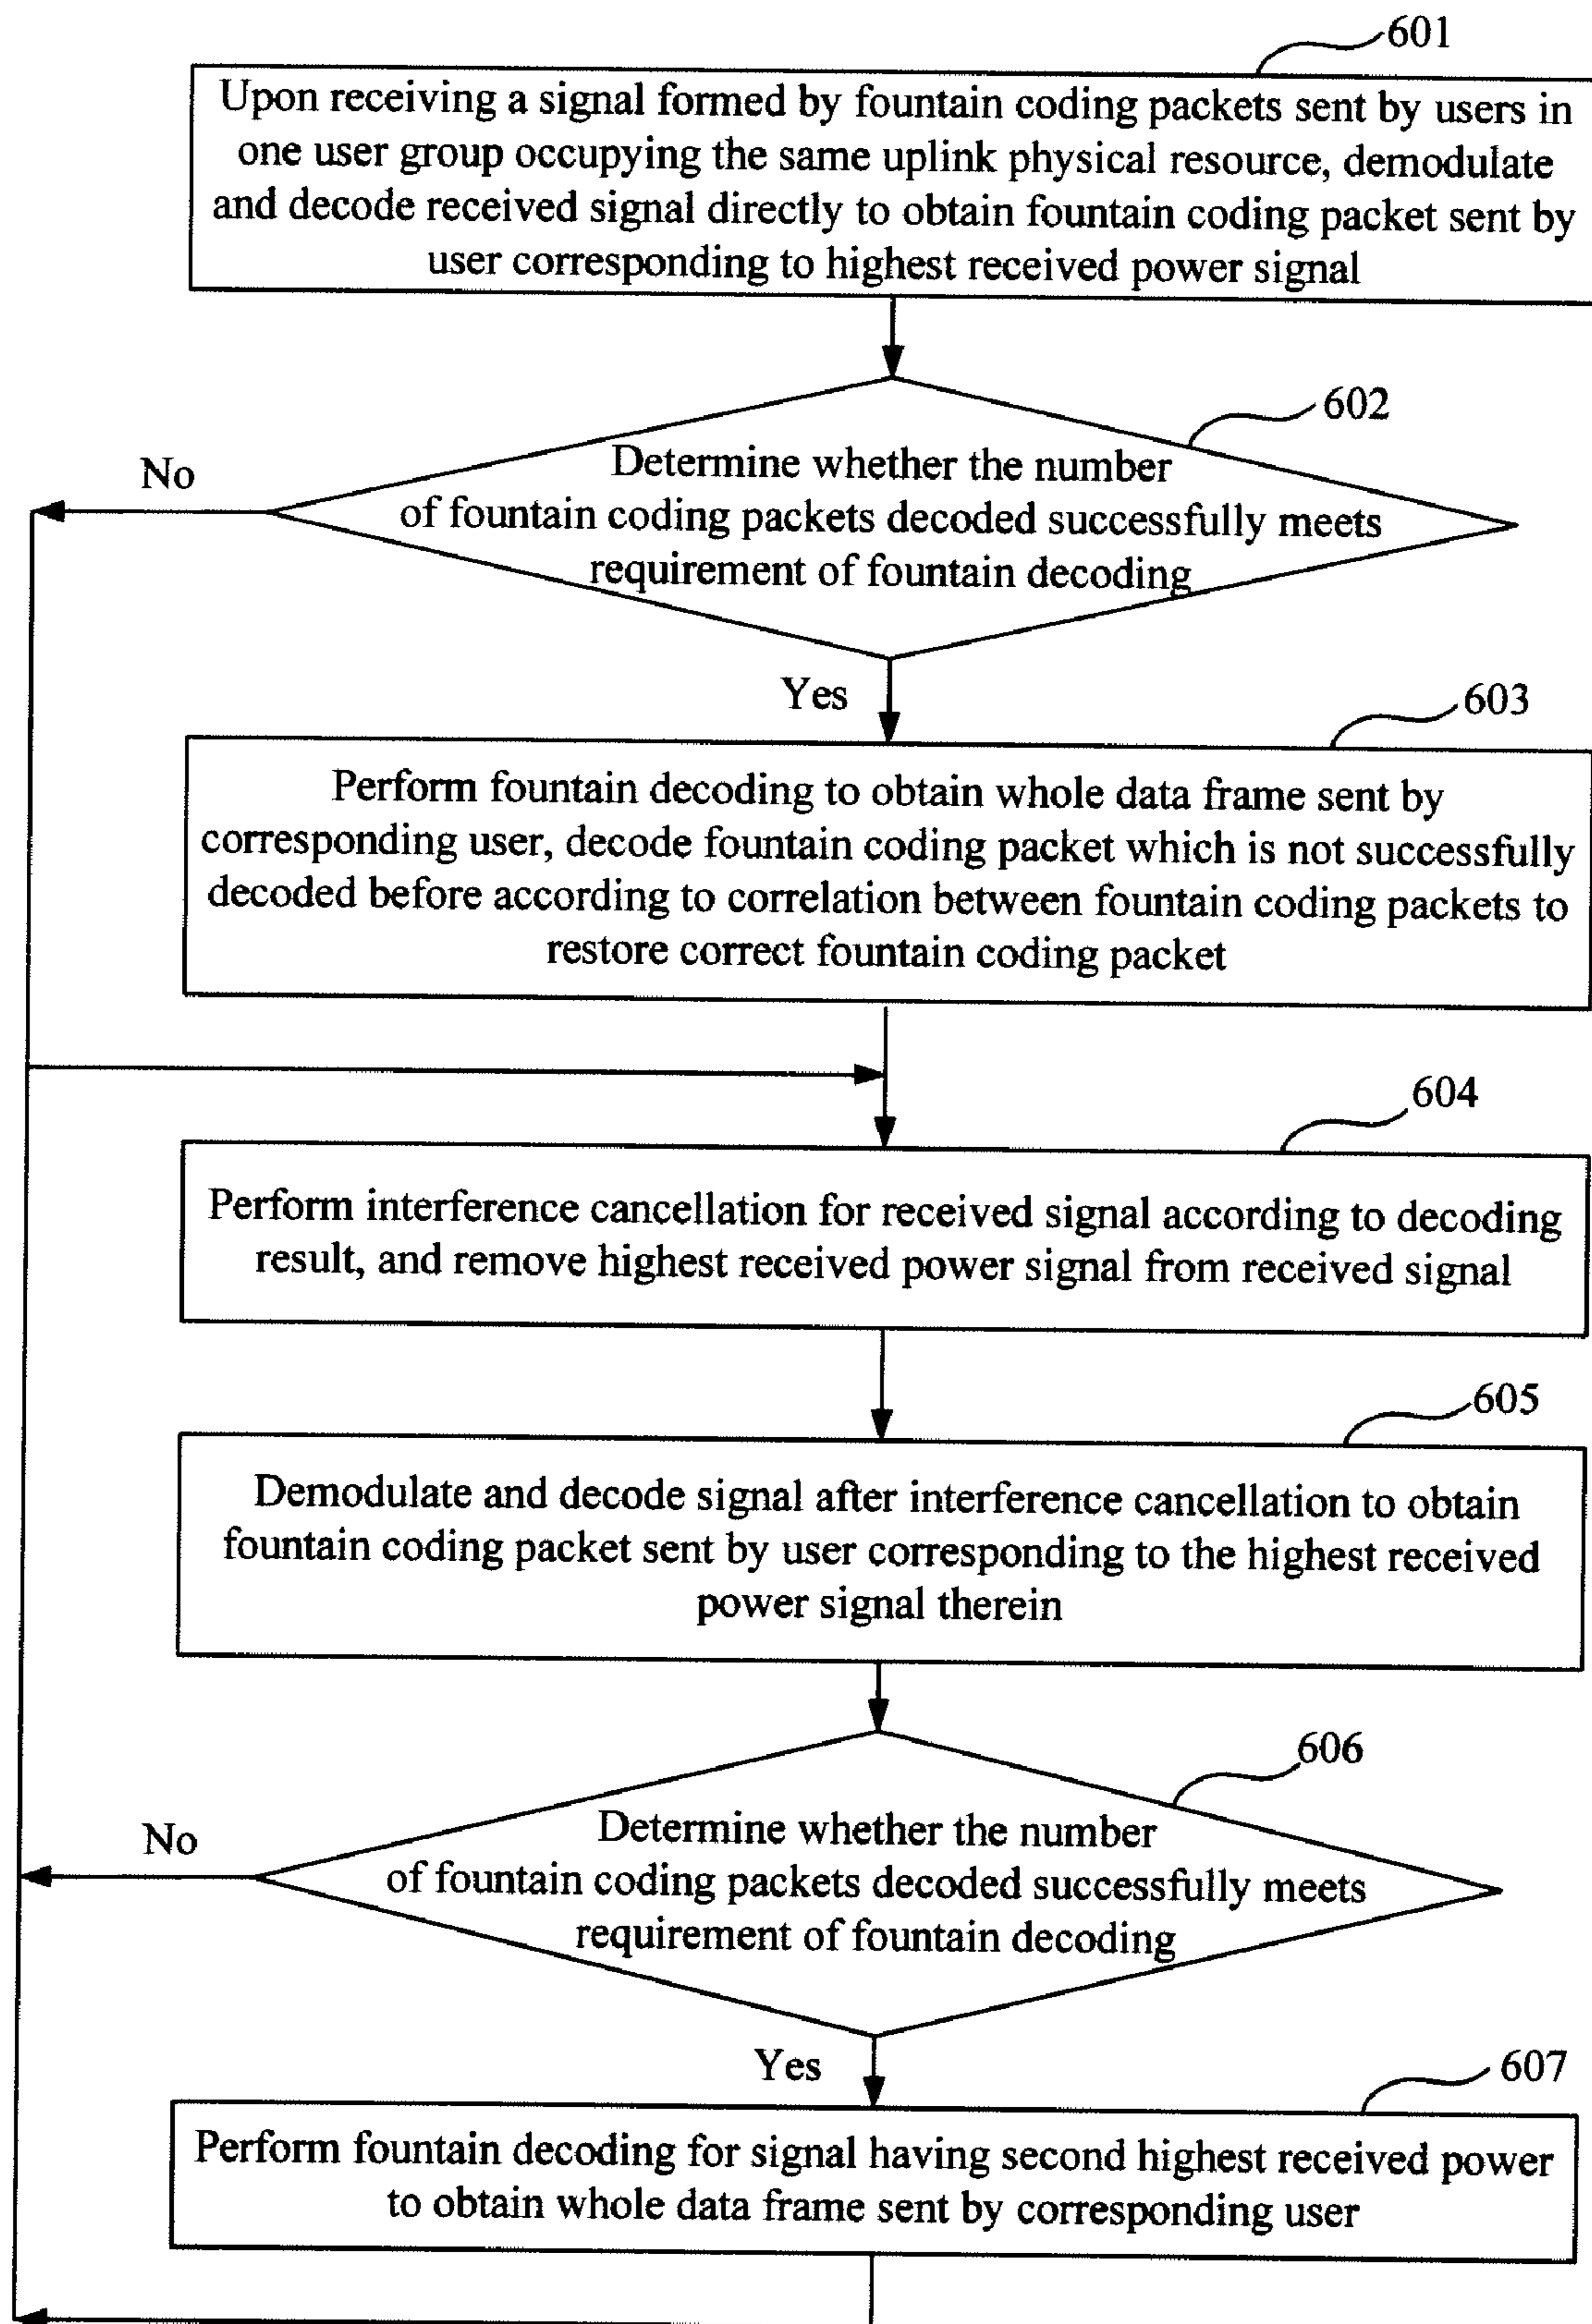 601
Upon receiving a signal formed by fountain coding packets sent by users in
one user group occupying the same uplink physical resource, demodulate
and decode received signal directly to obtain fountain coding packet sent by
user corresponding to highest received power signal
602
No
Determine whether the number
of fountain coding packets decoded successfully meets
requirement of fountain decoding
Yes
603
Perform fountain decoding to obtain whole data frame sent by
corresponding user, decode fountain coding packet which is not successfully
decoded before according to correlation between fountain coding packets to
restore correct fountain coding packet
604
Perform interference cancellation for received signal according to decoding
result, and remove highest received power signal from received signal
605
Demodulate and decode signal after interference cancellation to obtain
fountain coding packet sent by user corresponding to the highest received
power signal therein
606
No
Determine whether the number
of fountain coding packets decoded successfully meets
requirement of fountain decoding
Yes
607
Perform fountain decoding for signal having second highest received power
to obtain whole data frame sent by corresponding user